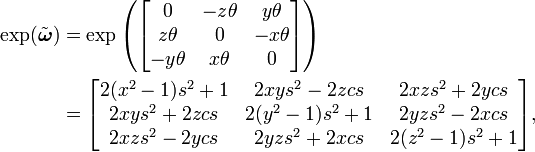 exp(ω̃) = exp ( [ 0 −zθ yθ
zθ 0 −xθ
−yθ xθ 0 ] )
= [ 2(x² − 1)s² + 1 2xys² − 2zcs 2xzs² + 2ycs
2xys² + 2zcs 2(y² − 1)s² + 1 2yzs² − 2xcs
2xzs² − 2ycs 2yzs² + 2xcs 2(z² − 1)s² + 1 ],